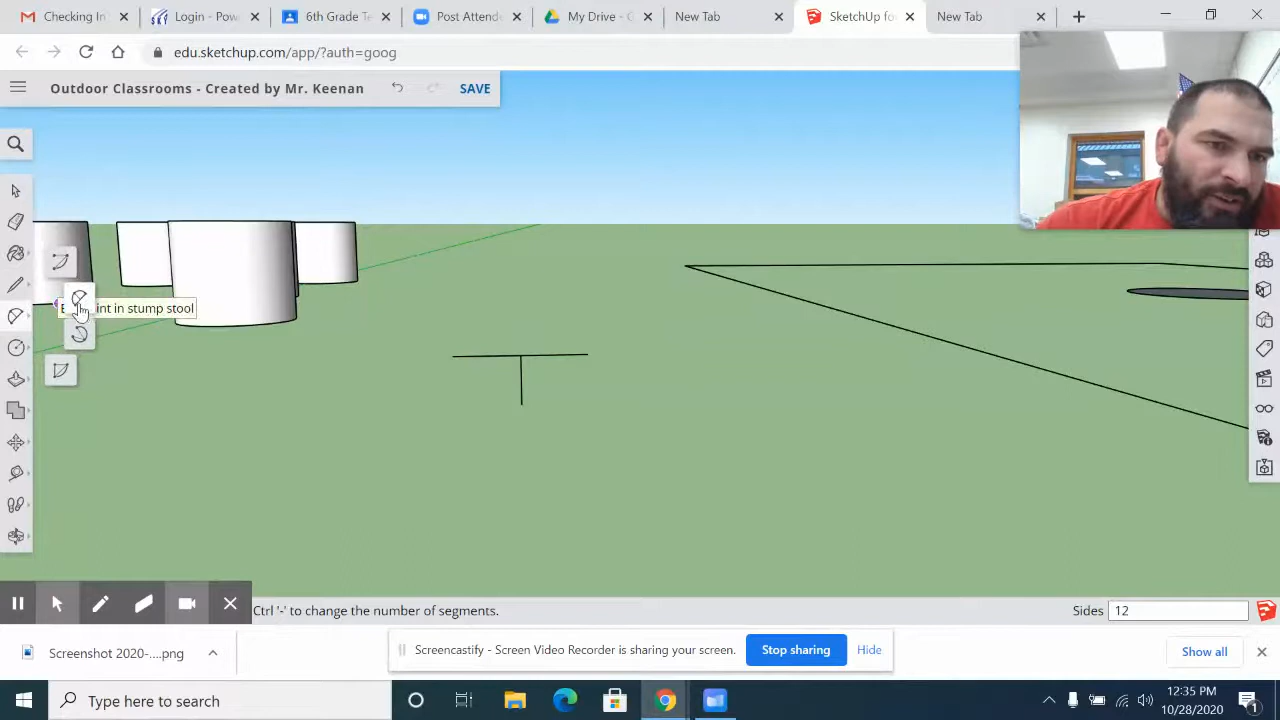 Checking In
Login - Pow
6th Grade Te
Post Attend
My Drive - G
New Tab
SketchUp fo
New Tab
edu.sketchup.com/app/?auth=goog
Outdoor Classrooms - Created by Mr. Keenan
SAVE
int in stump stool
Ctrl '-' to change the number of segments.
Sides 12
Screenshot 2020-....png
Screencastify - Screen Video Recorder is sharing your screen.
Stop sharing
Hide
Show all
Type here to search
12:35 PM
10/28/2020
1